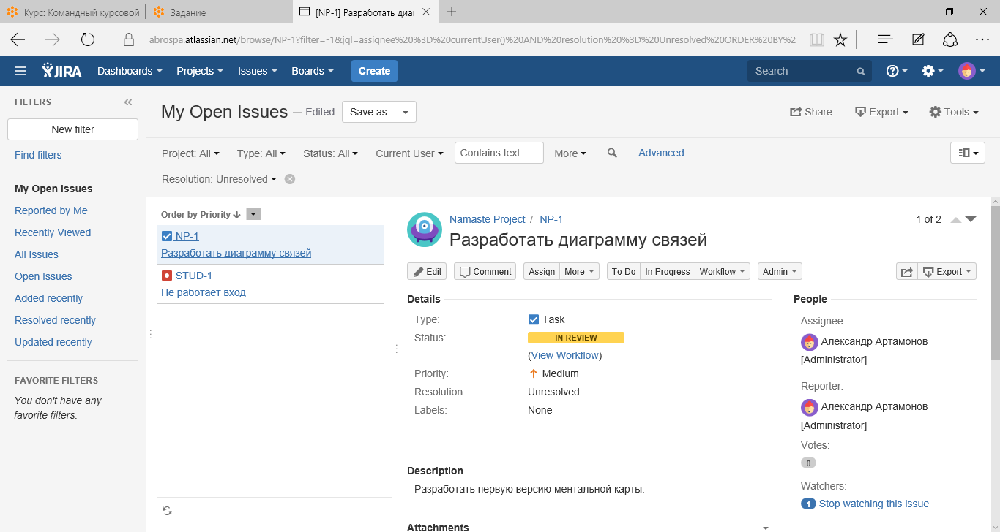 Курс: Командный курсовой
Задание
[NP-1] Разработать диаг
abrospa.atlassian.net/browse/NP-1?filter=-1&jql=assignee%20%3D%20currentUser()%20AND%20resolution%20%3D%20Unresolved%20ORDER%20BY%2
JIRA Dashboards Projects Issues Boards Create Search
FILTERS
New filter
Find filters
My Open Issues
Reported by Me
Recently Viewed
All Issues
Open Issues
Added recently
Resolved recently
Updated recently
FAVORITE FILTERS
You don't have any
favorite filters.
My Open Issues — Edited Save as
Share Export Tools
Project: All Type: All Status: All Current User Contains text More Advanced
Resolution: Unresolved
Order by Priority
NP-1
Разработать диаграмму связей
STUD-1
Не работает вход
Namaste Project / NP-1
1 of 2
Разработать диаграмму связей
Edit Comment Assign More To Do In Progress Workflow Admin Export
Details
Type: Task
Status: IN REVIEW
(View Workflow)
Priority: Medium
Resolution: Unresolved
Labels: None
Description
Разработать первую версию ментальной карты.
Attachments
People
Assignee:
Александр Артамонов
[Administrator]
Reporter:
Александр Артамонов
[Administrator]
Votes:
0
Watchers:
1 Stop watching this issue